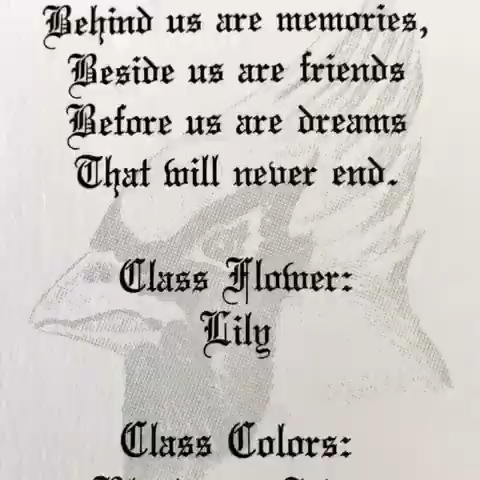 Behind us are memories,
Beside us are friends
Before us are dreams
That will never end.
Class Flower:
Lily
Class Colors: